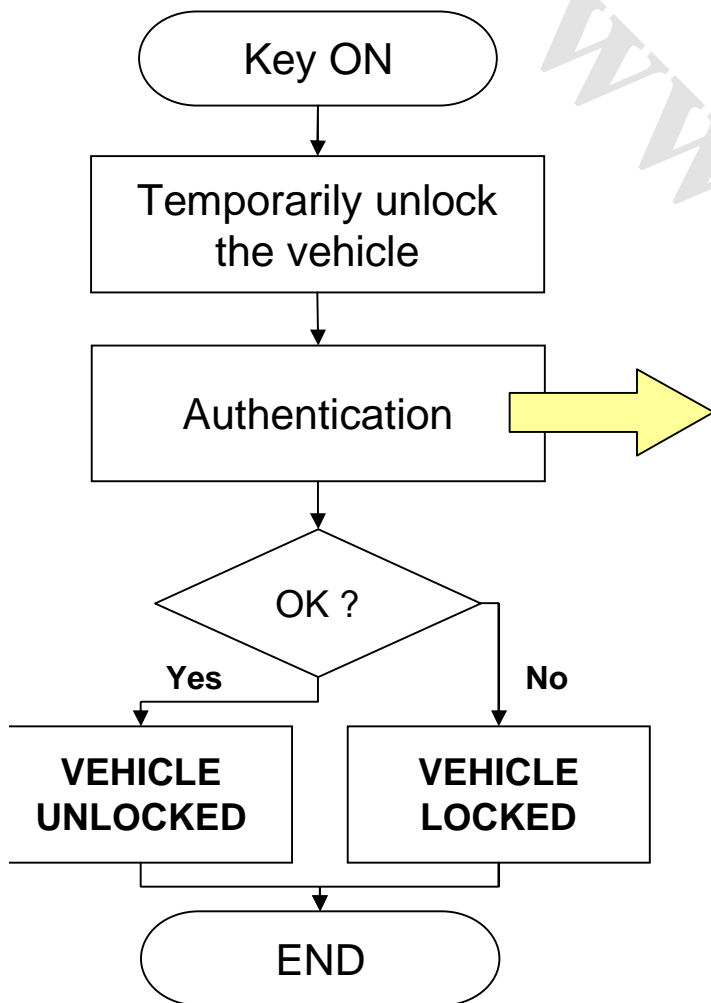 Key ON
Temporarily unlock
the vehicle
Authentication
OK ?
Yes
No
VEHICLE
UNLOCKED
VEHICLE
LOCKED
END